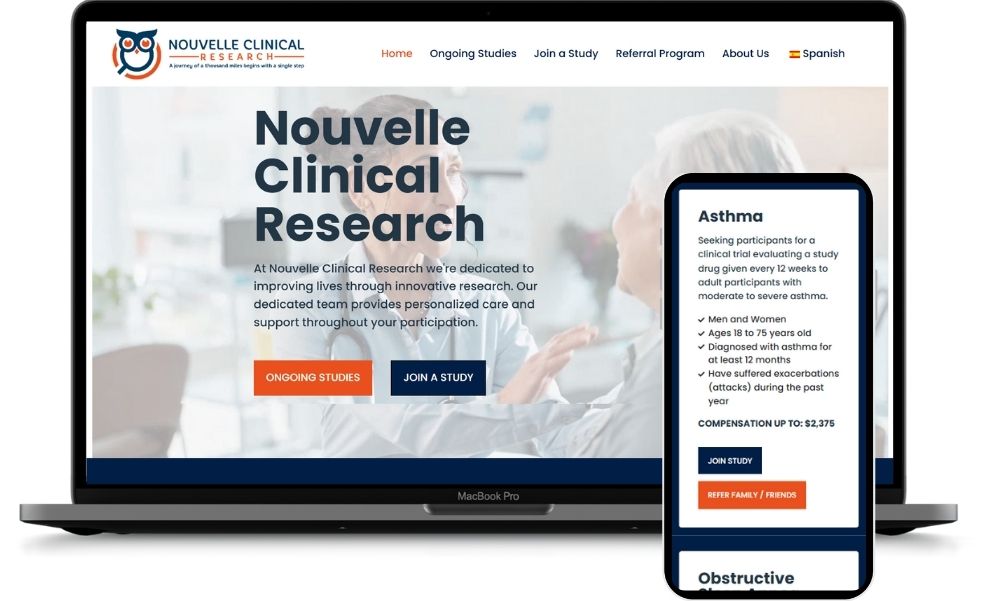 NOUVELLE CLINICAL
RESEARCH
A journey of a thousand miles begins with a single step
Home
Ongoing Studies
Join a Study
Referral Program
About Us
Spanish
Nouvelle
Clinical
Research
At Nouvelle Clinical Research we're dedicated to
improving lives through innovative research. Our
dedicated team provides personalized care and
support throughout your participation.
ONGOING STUDIES
JOIN A STUDY
MacBook Pro
Asthma
Seeking participants for a
clinical trial evaluating a study
drug given every 12 weeks to
adult participants with
moderate to severe asthma.
Men and Women
Ages 18 to 75 years old
Diagnosed with asthma for
at least 12 months
Have suffered exacerbations
(attacks) during the past
year
COMPENSATION UP TO: $2,375
JOIN STUDY
REFER FAMILY / FRIENDS
Obstructive